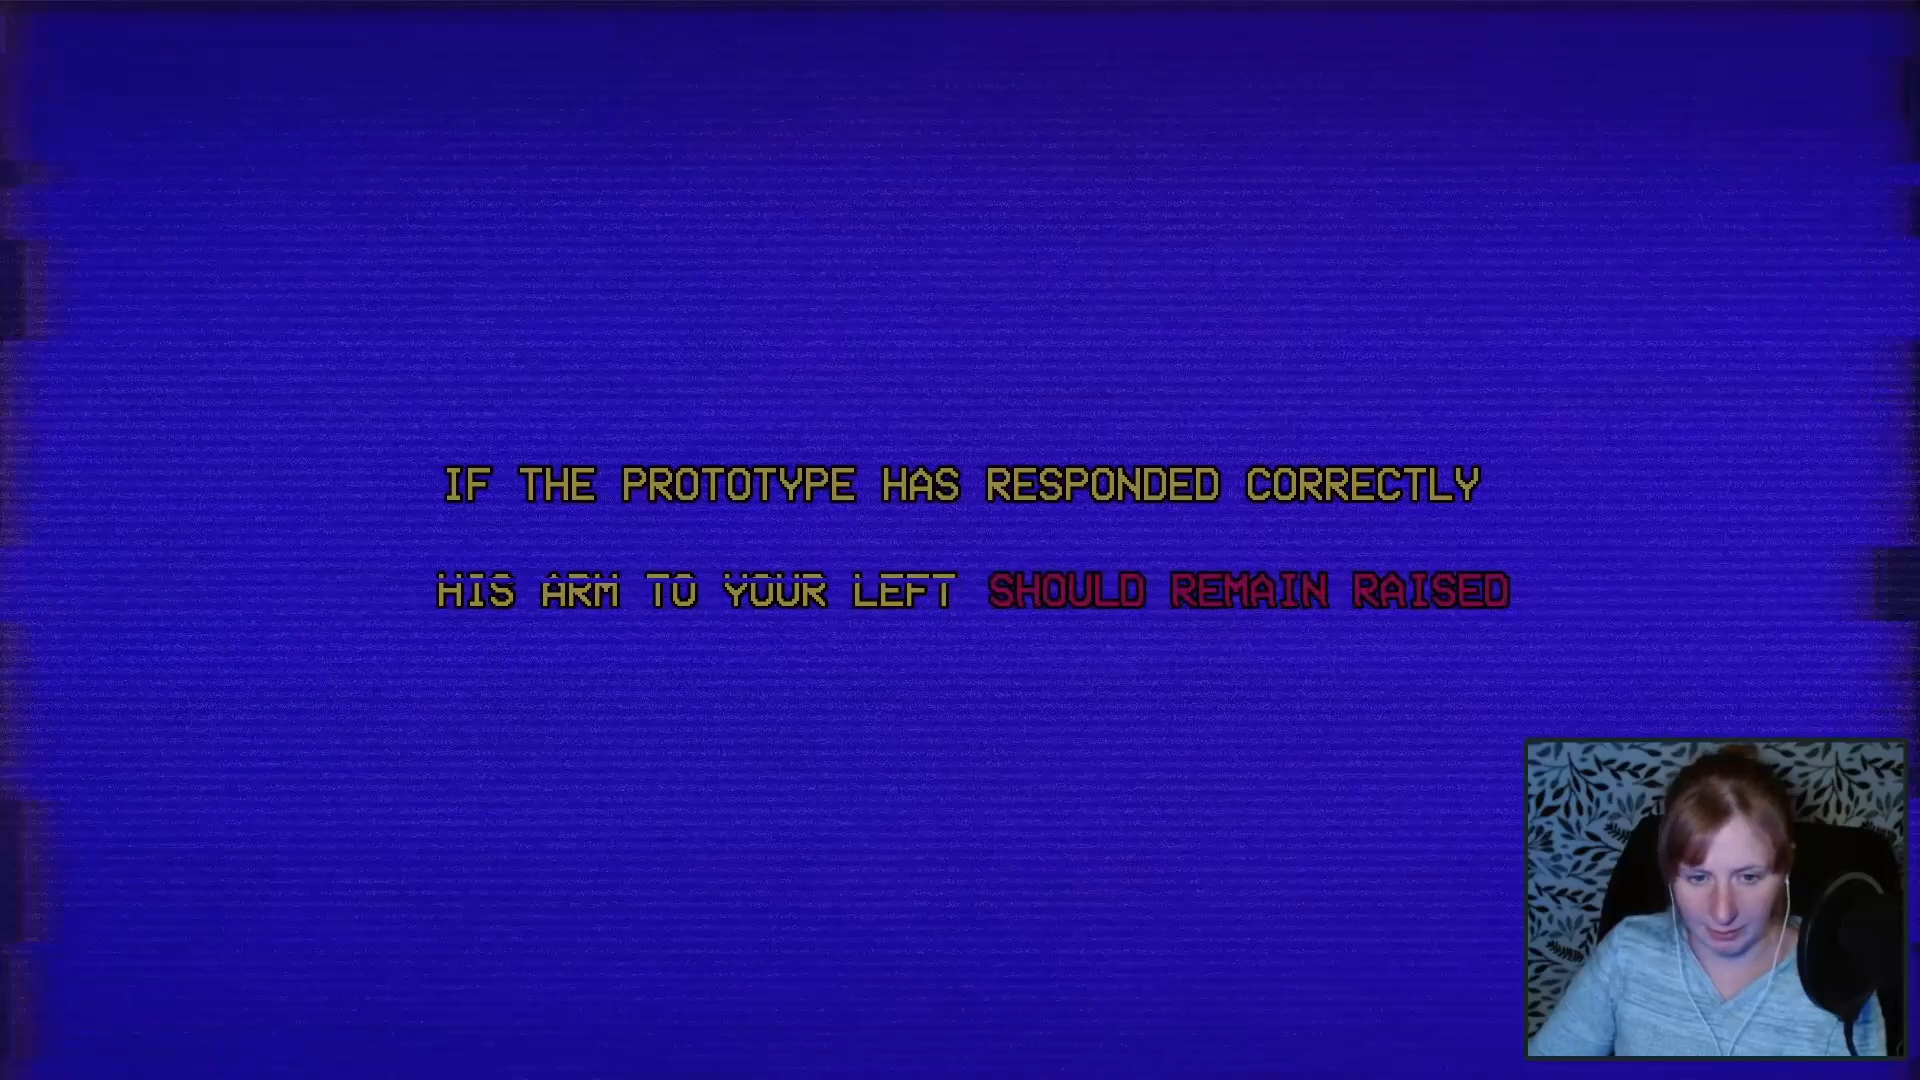 IF THE PROTOTYPE HAS RESPONDED CORRECTLY
HIS ARM TO YOUR LEFT SHOULD REMAIN RAISED